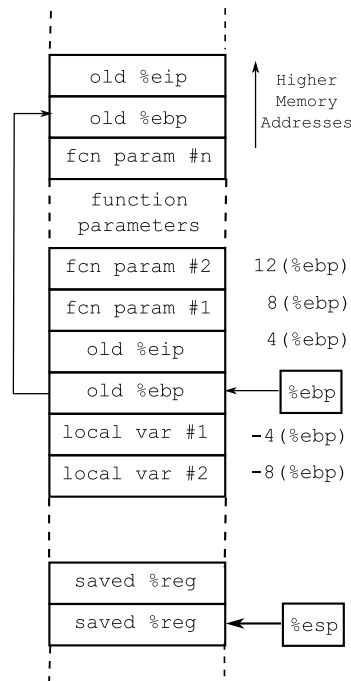 old %eip
Higher
Memory
Addresses
old %ebp
fcn param #n
function
parameters
fcn param #2 12(%ebp)
fcn param #1 8(%ebp)
old %eip 4(%ebp)
old %ebp %ebp
local var #1 -4(%ebp)
local var #2 -8(%ebp)
saved %reg
saved %reg %esp